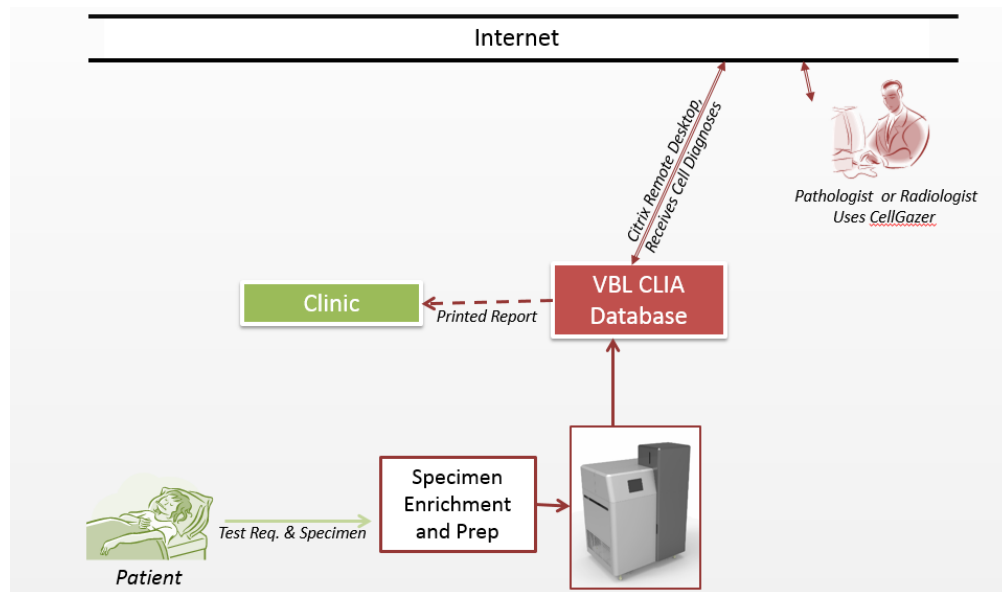 Internet
Citrix Remote Desktop,
Receives Cell Diagnoses
Pathologist or Radiologist
Uses CellGazer
Clinic
Printed Report
VBL CLIA
Database
Specimen
Enrichment
and Prep
Test Req. & Specimen
Patient